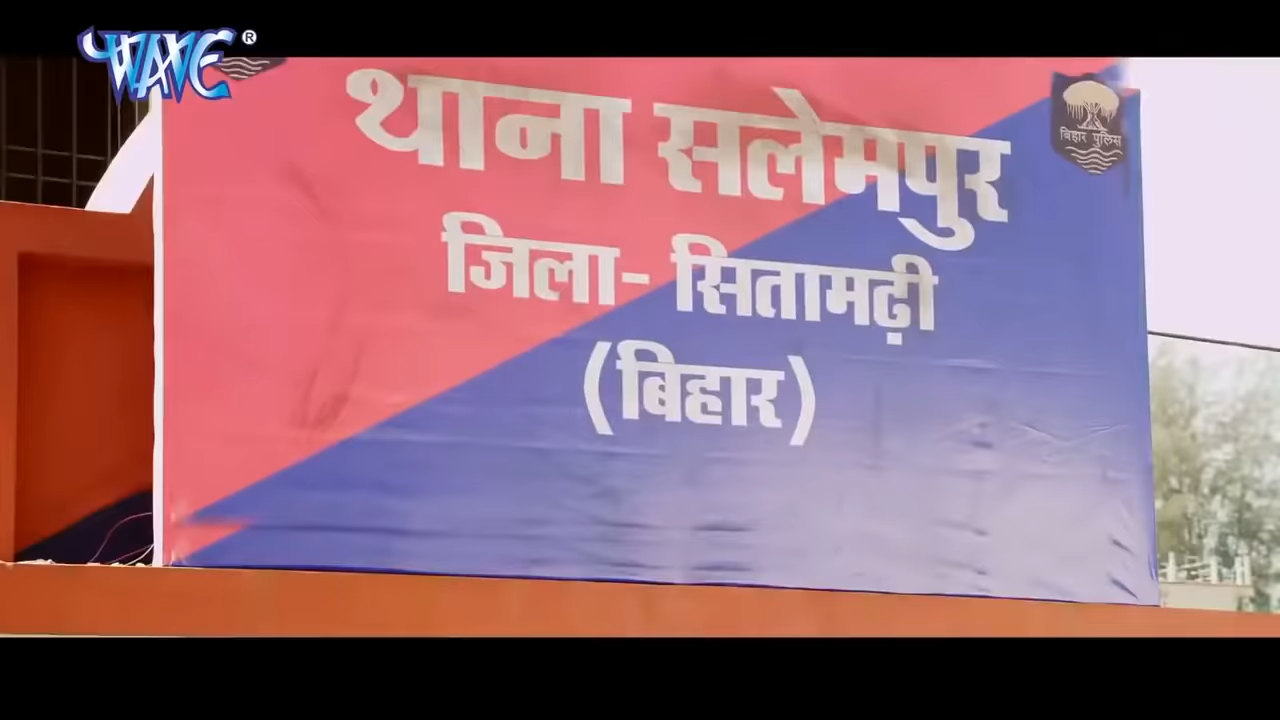 WAVE ®
थाना सलेमपुर
बिहार पुलिस
जिला- सितामढ़ी
(बिहार)